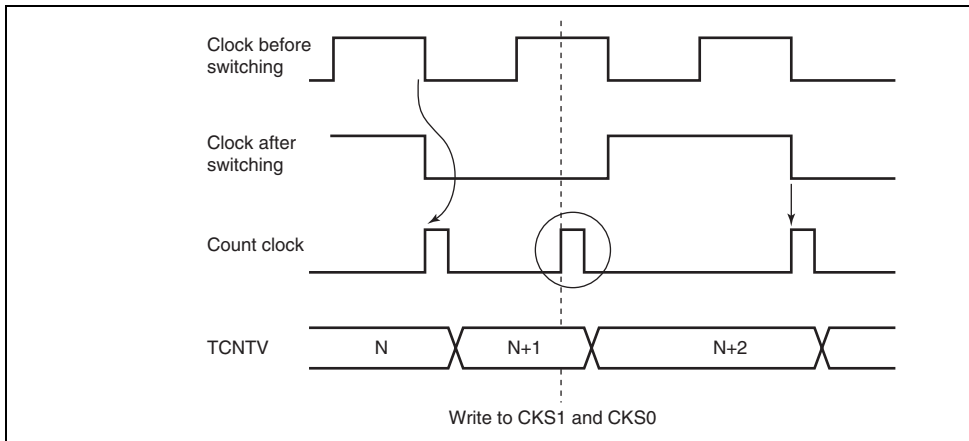 Clock before
switching
Clock after
switching
Count clock
TCNTV
N
N+1
N+2
Write to CKS1 and CKS0